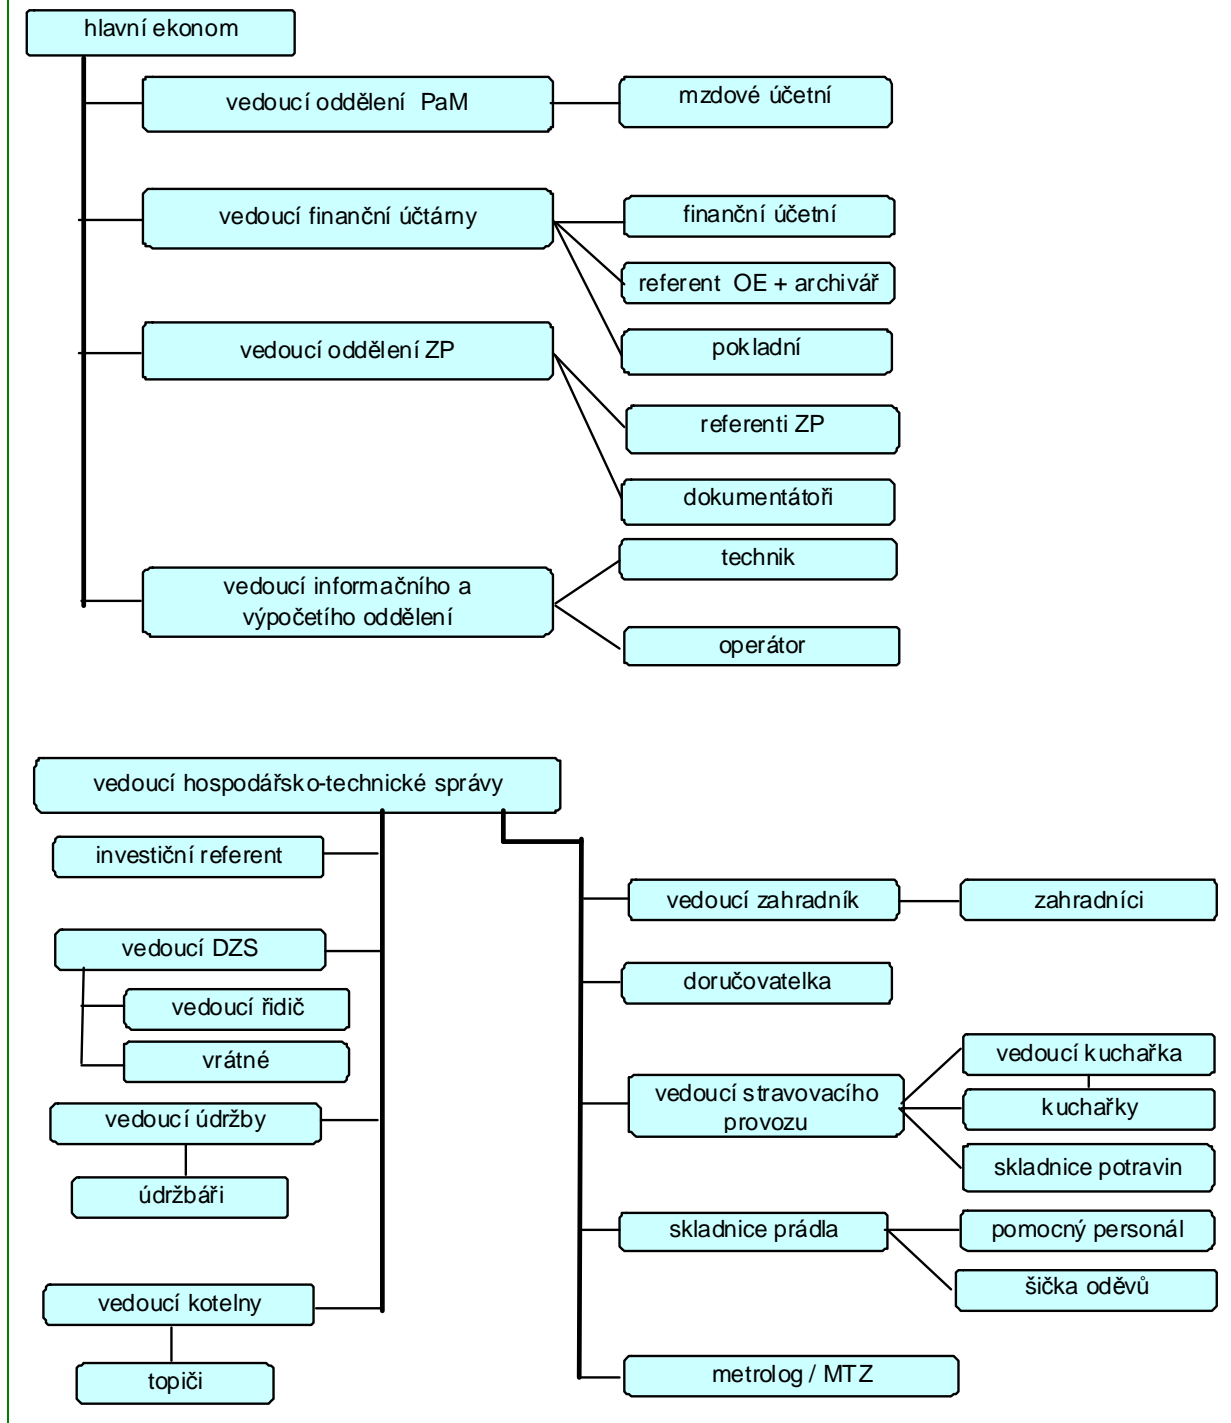 hlavní ekonom
vedoucí oddělení PaM
mzdové účetní
vedoucí finanční účtárny
finanční účetní
referent OE + archivář
pokladní
vedoucí oddělení ZP
referenti ZP
dokumentátoři
vedoucí informačního a
výpočetího oddělení
technik
operátor
vedoucí hospodářsko-technické správy
investiční referent
vedoucí DZS
vedoucí řidič
vrátné
vedoucí údržby
údržbáři
vedoucí kotelny
topiči
vedoucí zahradník
zahradníci
doručovatelka
vedoucí stravovacího
provozu
vedoucí kuchařka
kuchařky
skladnice potravin
skladnice prádla
pomocný personál
šička oděvů
metrolog / MTZ